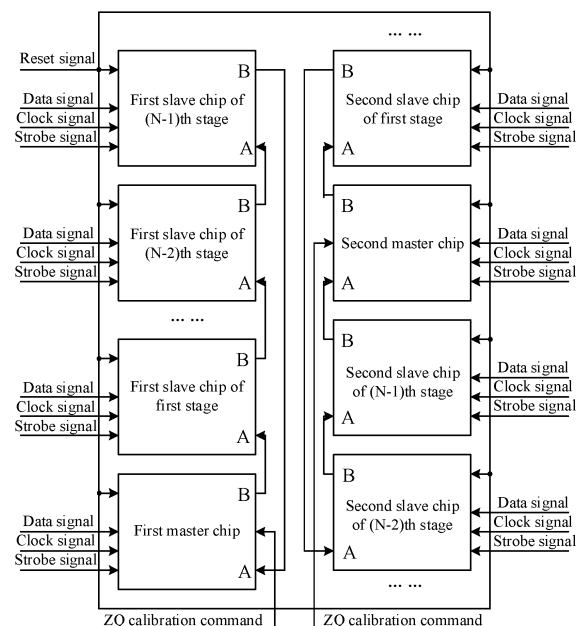 ... ...
Reset signal
B
First slave chip of
(N-1)th stage
A
Data signal
Clock signal
Strobe signal
B
Second slave chip
of first stage
A
Data signal
Clock signal
Strobe signal
B
First slave chip of
(N-2)th stage
A
Data signal
Clock signal
Strobe signal
B
Second master chip
A
Data signal
Clock signal
Strobe signal
... ...
B
First slave chip of
first stage
A
Data signal
Clock signal
Strobe signal
B
Second slave chip
of (N-1)th stage
A
Data signal
Clock signal
Strobe signal
B
First master chip
A
Data signal
Clock signal
Strobe signal
B
Second slave chip
of (N-2)th stage
A
Data signal
Clock signal
Strobe signal
... ...
ZQ calibration command
ZQ calibration command